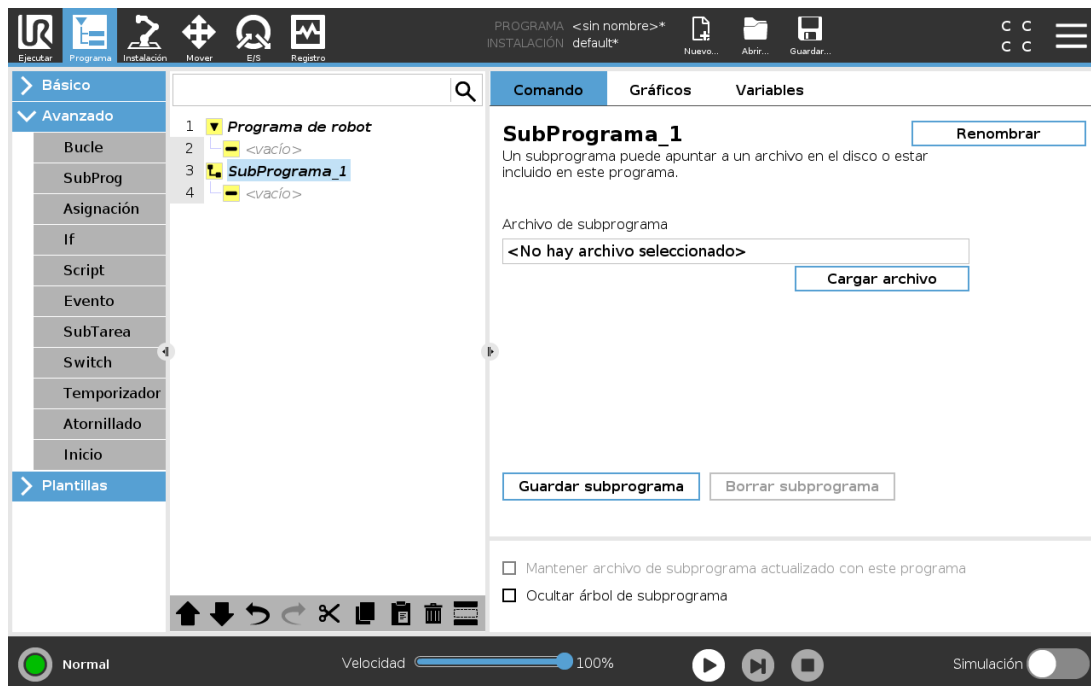 PROGRAMA <sin nombre>*
INSTALACIÓN default*
UR
Ejecutar Programa Instalación Mover E/S Registro
Nuevo... Abrir... Guardar...
C C
C C
Básico
Avanzado
Bucle
SubProg
Asignación
If
Script
Evento
SubTarea
Switch
Temporizador
Atornillado
Inicio
Plantillas
1 Programa de robot
2 <vacío>
3 SubPrograma_1
4 <vacío>
Comando Gráficos Variables
SubPrograma_1
Renombrar
Un subprograma puede apuntar a un archivo en el disco o estar
incluido en este programa.
Archivo de subprograma
<No hay archivo seleccionado>
Cargar archivo
Guardar subprograma Borrar subprograma
Mantener archivo de subprograma actualizado con este programa
Ocultar árbol de subprograma
Normal
Velocidad 100%
Simulación